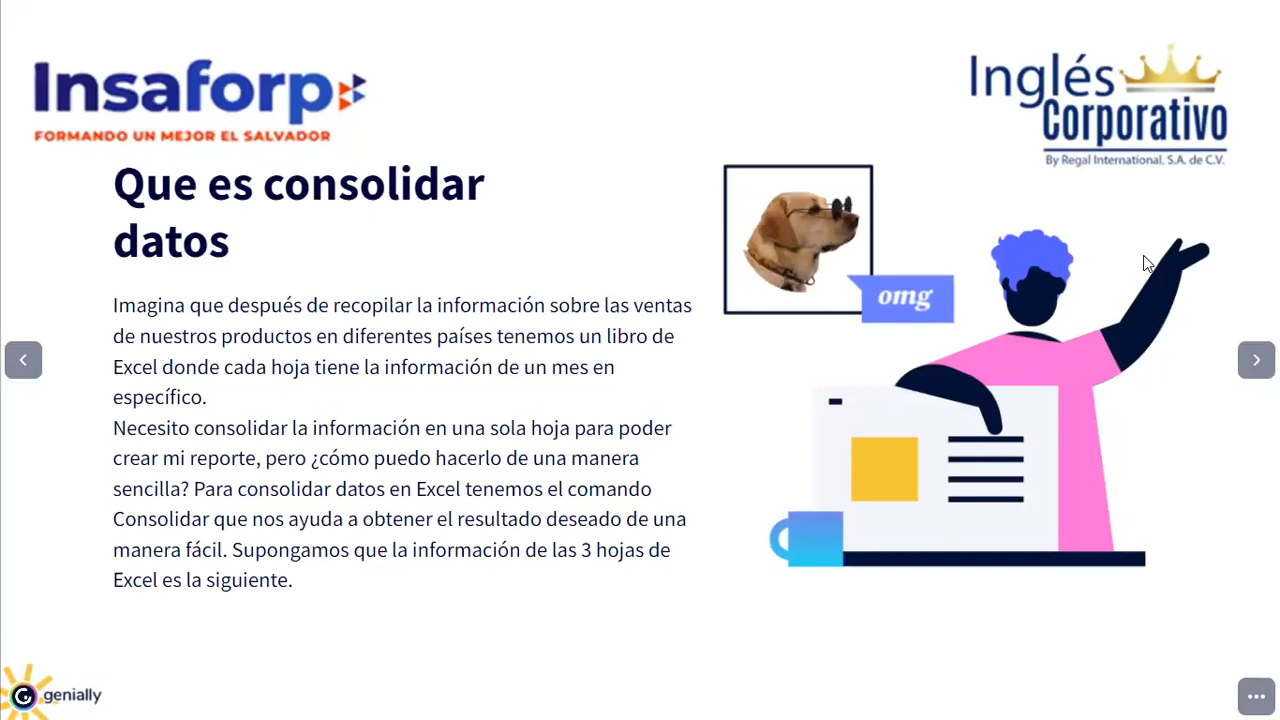 Insaforp
FORMANDO UN MEJOR EL SALVADOR
Inglés
Corporativo
By Regal International, S.A. de C.V.
Que es consolidar
datos
Imagina que después de recopilar la información sobre las ventas
de nuestros productos en diferentes países tenemos un libro de
Excel donde cada hoja tiene la información de un mes en
específico.
Necesito consolidar la información en una sola hoja para poder
crear mi reporte, pero ¿cómo puedo hacerlo de una manera
sencilla? Para consolidar datos en Excel tenemos el comando
Consolidar que nos ayuda a obtener el resultado deseado de una
manera fácil. Supongamos que la información de las 3 hojas de
Excel es la siguiente.
omg
genially